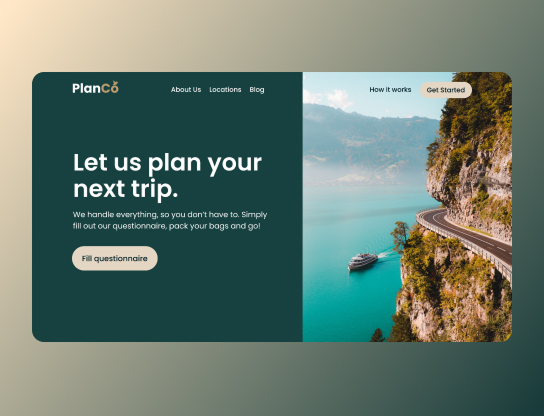 PlanCo
About Us Locations Blog
How it works Get Started
Let us plan your
next trip.
We handle everything, so you don't have to. Simply
fill out our questionnaire, pack your bags and go!
Fill questionnaire